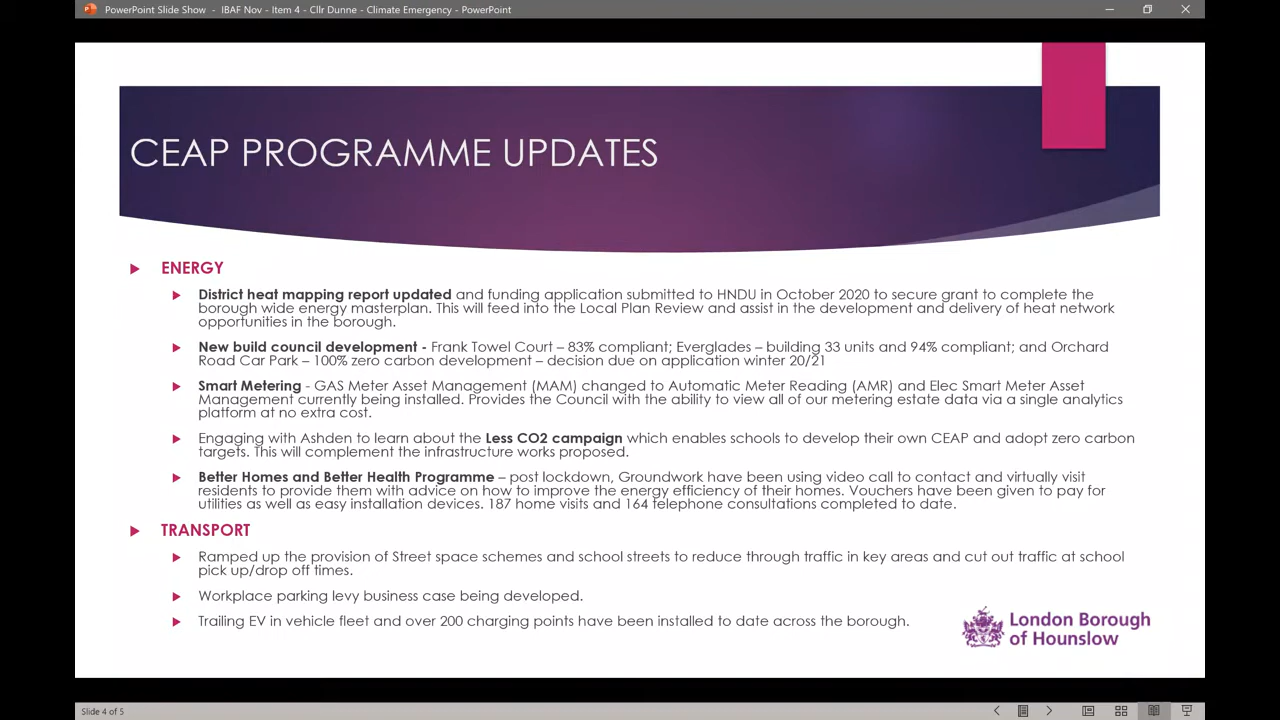 PowerPoint Slide Show - IBAF Nov - Item 4 - Cllr Dunne - Climate Emergency - PowerPoint
CEAP PROGRAMME UPDATES
ENERGY
District heat mapping report updated and funding application submitted to HNDU in October 2020 to secure grant to complete the
borough wide energy masterplan. This will feed into the Local Plan Review and assist in the development and delivery of heat network
opportunities in the borough.
New build council development - Frank Towel Court – 83% compliant; Everglades – building 33 units and 94% compliant; and Orchard
Road Car Park – 100% zero carbon development – decision due on application winter 20/21
Smart Metering - GAS Meter Asset Management (MAM) changed to Automatic Meter Reading (AMR) and Elec Smart Meter Asset
Management currently being installed. Provides the Council with the ability to view all of our metering estate data via a single analytics
platform at no extra cost.
Engaging with Ashden to learn about the Less CO2 campaign which enables schools to develop their own CEAP and adopt zero carbon
targets. This will complement the infrastructure works proposed.
Better Homes and Better Health Programme – post lockdown, Groundwork have been using video call to contact and virtually visit
residents to provide them with advice on how to improve the energy efficiency of their homes. Vouchers have been given to pay for
utilities as well as easy installation devices. 187 home visits and 164 telephone consultations completed to date.
TRANSPORT
Ramped up the provision of Street space schemes and school streets to reduce through traffic in key areas and cut out traffic at school
pick up/drop off times.
Workplace parking levy business case being developed.
Trailing EV in vehicle fleet and over 200 charging points have been installed to date across the borough.
London Borough
of Hounslow
Slide 4 of 5